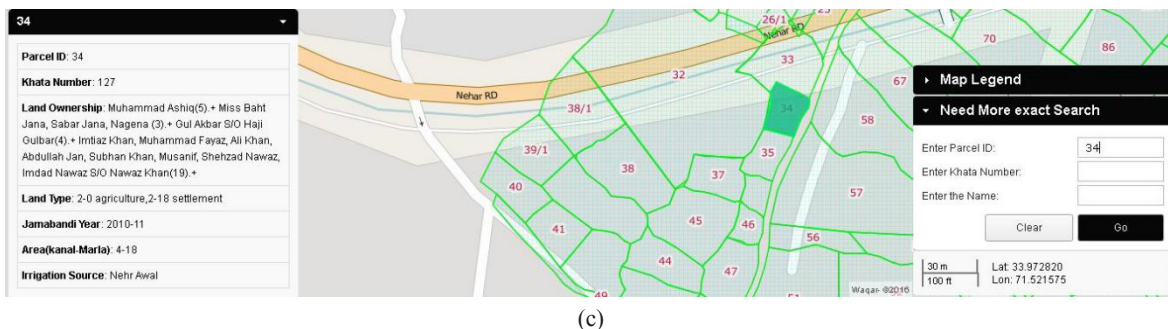 34
Parcel ID: 34
Khata Number: 127
Land Ownership: Muhammad Ashiq(5).+ Miss Baht
Jana, Sabar Jana, Nagena (3).+ Gul Akbar S/O Haji
Gulbar(4).+ Imtiaz Khan, Muhammad Fayaz, Ali Khan,
Abdullah Jan, Subhan Khan, Musanif, Shehzad Nawaz,
Imdad Nawaz S/O Nawaz Khan(19).+
Land Type: 2-0 agriculture,2-18 settlement
Jamabandi Year: 2010-11
Area(kanal-Marla): 4-18
Irrigation Source: Nehr Awal
26/1
Nehar RD
70
86
33
32
67
Nehar RD
38/1
34
58
39/1
35
38
37
40
57
45
46
41
56
44
47
49
Waqar- ©2016
Map Legend
Need More exact Search
Enter Parcel ID: 34
Enter Khata Number:
Enter the Name:
Clear
Go
30 m
100 ft
Lat: 33.972820
Lon: 71.521575
(c)